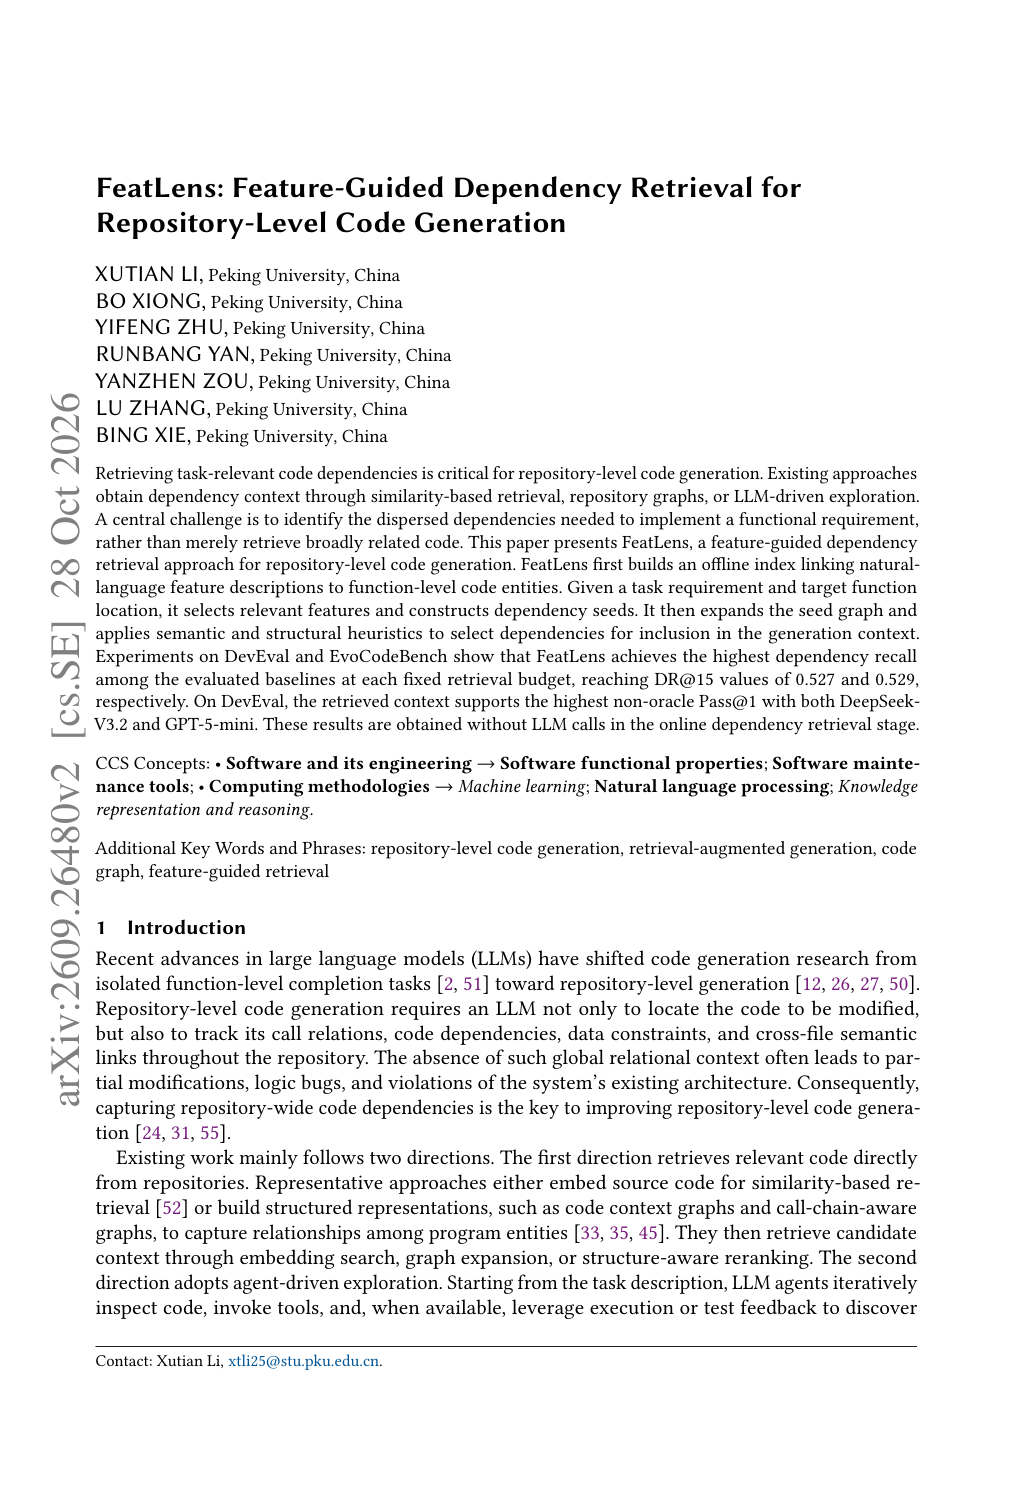 FeatLens: Feature-Guided Dependency Retrieval for
Repository-Level Code Generation
XUTIAN LI, Peking University, China
BO XIONG, Peking University, China
YIFENG ZHU, Peking University, China
RUNBANG YAN, Peking University, China
YANZHEN ZOU, Peking University, China
LU ZHANG, Peking University, China
BING XIE, Peking University, China
Retrieving task-relevant code dependencies is critical for repository-level code generation. Existing approaches
obtain dependency context through similarity-based retrieval, repository graphs, or LLM-driven exploration.
A central challenge is to identify the dispersed dependencies needed to implement a functional requirement,
rather than merely retrieve broadly related code. This paper presents FeatLens, a feature-guided dependency
retrieval approach for repository-level code generation. FeatLens first builds an offline index linking natural-
language feature descriptions to function-level code entities. Given a task requirement and target function
location, it selects relevant features and constructs dependency seeds. It then expands the seed graph and
applies semantic and structural heuristics to select dependencies for inclusion in the generation context.
Experiments on DevEval and EvoCodeBench show that FeatLens achieves the highest dependency recall
among the evaluated baselines at each fixed retrieval budget, reaching DR@15 values of 0.527 and 0.529,
respectively. On DevEval, the retrieved context supports the highest non-oracle Pass@1 with both DeepSeek-
V3.2 and GPT-5-mini. These results are obtained without LLM calls in the online dependency retrieval stage.
CCS Concepts: • Software and its engineering → Software functional properties; Software mainte-
nance tools; • Computing methodologies → Machine learning; Natural language processing; Knowledge
representation and reasoning.
Additional Key Words and Phrases: repository-level code generation, retrieval-augmented generation, code
graph, feature-guided retrieval
1 Introduction
Recent advances in large language models (LLMs) have shifted code generation research from
isolated function-level completion tasks [2, 51] toward repository-level generation [12, 26, 27, 50].
Repository-level code generation requires an LLM not only to locate the code to be modified,
but also to track its call relations, code dependencies, data constraints, and cross-file semantic
links throughout the repository. The absence of such global relational context often leads to par-
tial modifications, logic bugs, and violations of the system's existing architecture. Consequently,
capturing repository-wide code dependencies is the key to improving repository-level code genera-
tion [24, 31, 55].
Existing work mainly follows two directions. The first direction retrieves relevant code directly
from repositories. Representative approaches either embed source code for similarity-based re-
trieval [52] or build structured representations, such as code context graphs and call-chain-aware
graphs, to capture relationships among program entities [33, 35, 45]. They then retrieve candidate
context through embedding search, graph expansion, or structure-aware reranking. The second
direction adopts agent-driven exploration. Starting from the task description, LLM agents iteratively
inspect code, invoke tools, and, when available, leverage execution or test feedback to discover
Contact: Xutian Li, xtli25@stu.pku.edu.cn.
arXiv:2609.26480v2 [cs.SE] 28 Oct 2026